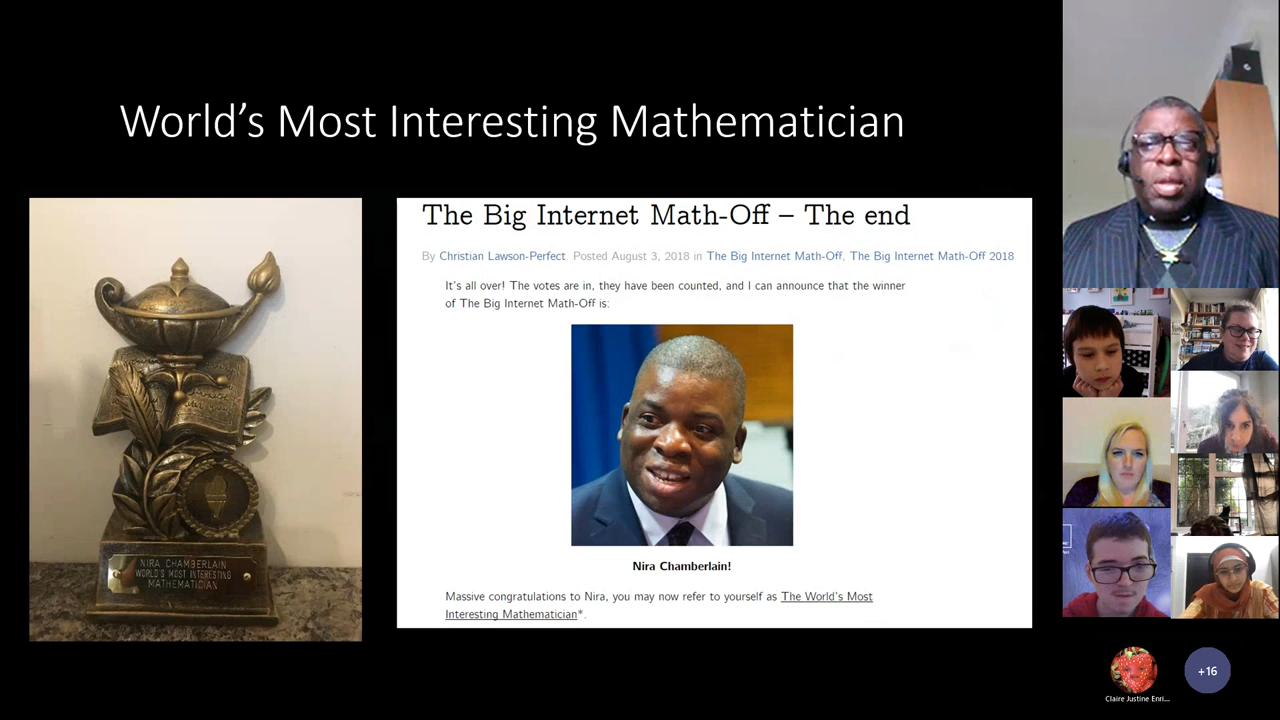 World's Most Interesting Mathematician
NIRA CHAMBERLAIN
WORLD'S MOST INTERESTING
MATHEMATICIAN
The Big Internet Math-Off – The end
By Christian Lawson-Perfect. Posted August 3, 2018 in The Big Internet Math-Off, The Big Internet Math-Off 2018
It's all over! The votes are in, they have been counted, and I can announce that the winner
of The Big Internet Math-Off is:
Nira Chamberlain!
Massive congratulations to Nira, you may now refer to yourself as The World's Most
Interesting Mathematician*.
Claire Justine Enri...
+16